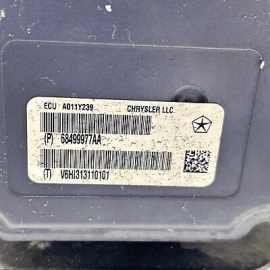 ECU A011Y239 CHRYSLER LLC.
(P) 68499977AA
(T) V6HI313110101